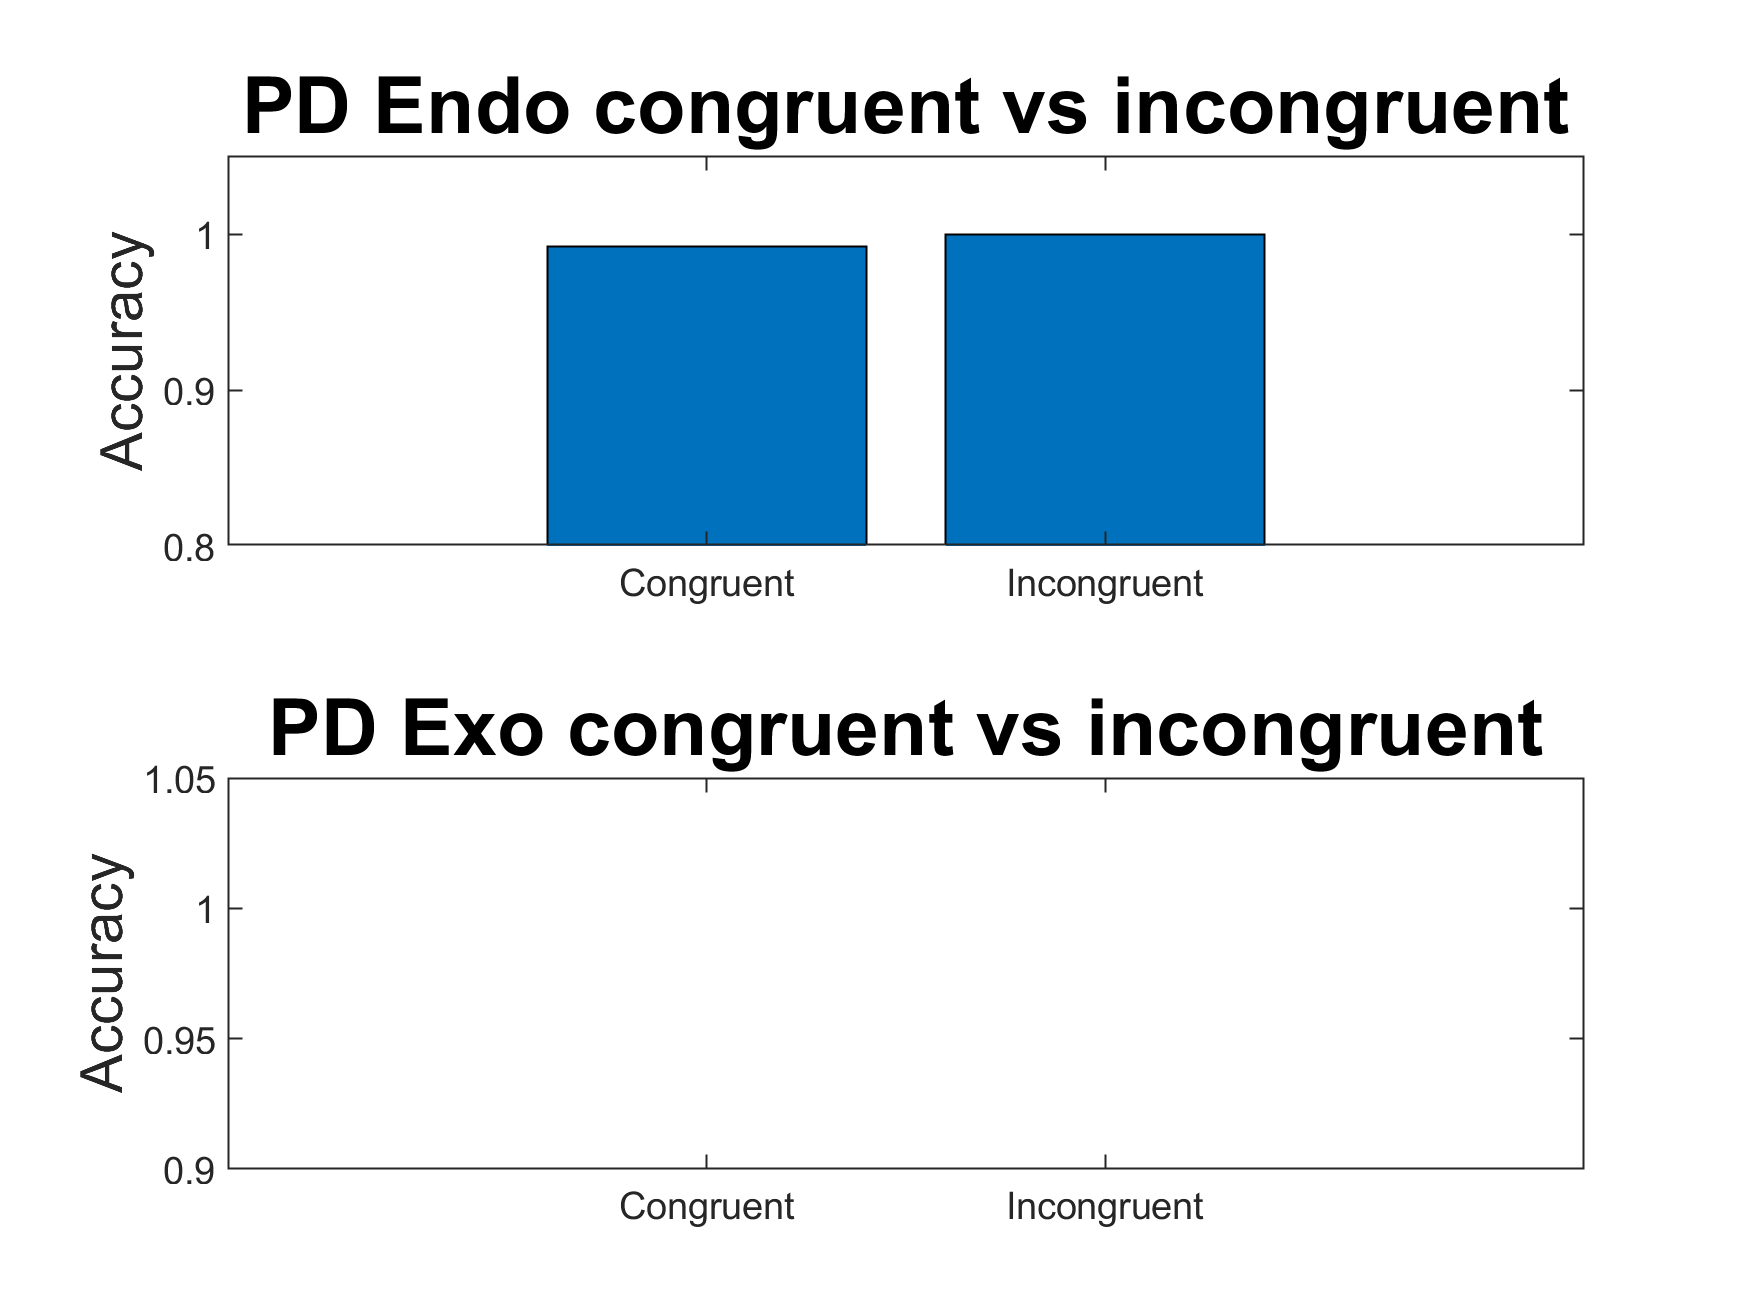 PD Endo congruent vs incongruent
Accuracy
1
0.9
0.8
Congruent Incongruent
PD Exo congruent vs incongruent
Accuracy
1.05
1
0.95
0.9
Congruent Incongruent